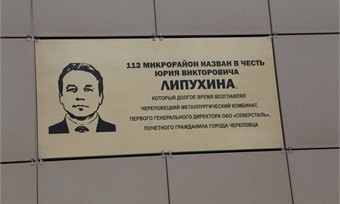 112 МИКРОРАЙОН НАЗВАН В ЧЕСТЬ
ЮРИЯ ВИКТОРОВИЧА
ЛИПУХИНА,
КОТОРЫЙ ДОЛГОЕ ВРЕМЯ ВОЗГЛАВЛЯЛ
ЧЕРЕПОВЕЦКИЙ МЕТАЛЛУРГИЧЕСКИЙ КОМБИНАТ,
ПЕРВОГО ГЕНЕРАЛЬНОГО ДИРЕКТОРА ОАО «СЕВЕРСТАЛЬ»,
ПОЧЕТНОГО ГРАЖДАНИНА ГОРОДА ЧЕРЕПОВЦА